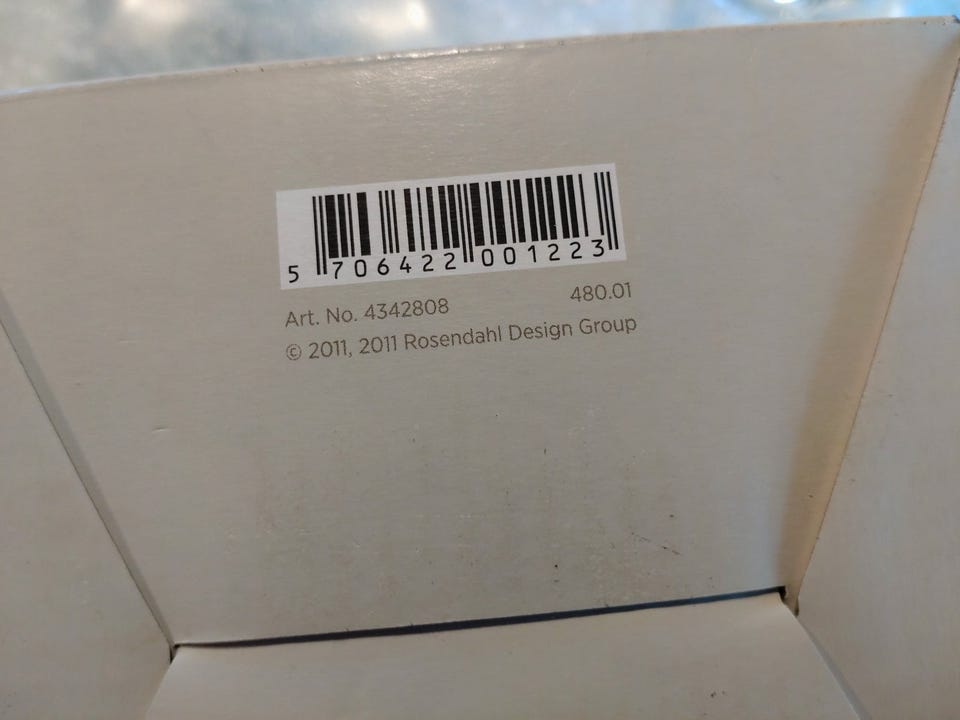 5 706422 001223
Art. No. 4342808 480.01
© 2011, 2011 Rosendahl Design Group